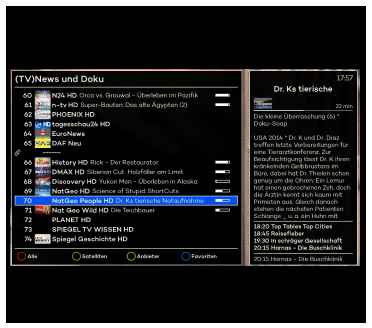 (TV)News und Doku
60 N24 HD Orca vs. Grauwal - Überleben im Pazifik
61 n-tv HD Super-Bauten: Das alte Ägypten (2)
62 PHOENIX HD
63 tagesschau24 HD
64 EuroNews
65 DAF Neu
66 History HD Rick - Der Restaurator
67 DMAX HD Siberian Cut: Holzfäller am Limit
68 Discovery HD Yukon Men - Überleben in Alaska
69 NatGeo HD Science of Stupid: ShortCuts
70 NatGeo People HD Dr. Ks tierische Notaufnahme
71 Nat Geo Wild HD Die Teichbauer
72 PLANET HD
73 SPIEGEL TV WISSEN HD
74 Spiegel Geschichte HD
Alle Satelliten Anbieter Favoriten
17:57
Dr. Ks tierische
22 min
Die kleine Überraschung (6) *
Doku-Soap
USA 2014 * Dr. K und Dr. Diaz
treffen letzte Vorbereitungen für
eine Tierarztkonferenz. Zur
Beaufsichtigung lässt Dr. K ihren
kränkelnden Gelbbrustara im
Büro, dabei hat Dr. Thielen schon
genug um die Ohren: Ein Lemur
hat einen gebrochenen Zeh, doch
die Ärztin kennt sich kaum mit
Primaten aus. Gleich danach
stehen die nächsten Patienten
Schlange _ u. a. ein Huhn mit
18:20 Top Tables Top Cities
18:45 Reisefieber
19:30 In schräger Gesellschaft
20:15 Harnas - Die Buschklinik
20:15 Harnas - Die Buschklinik